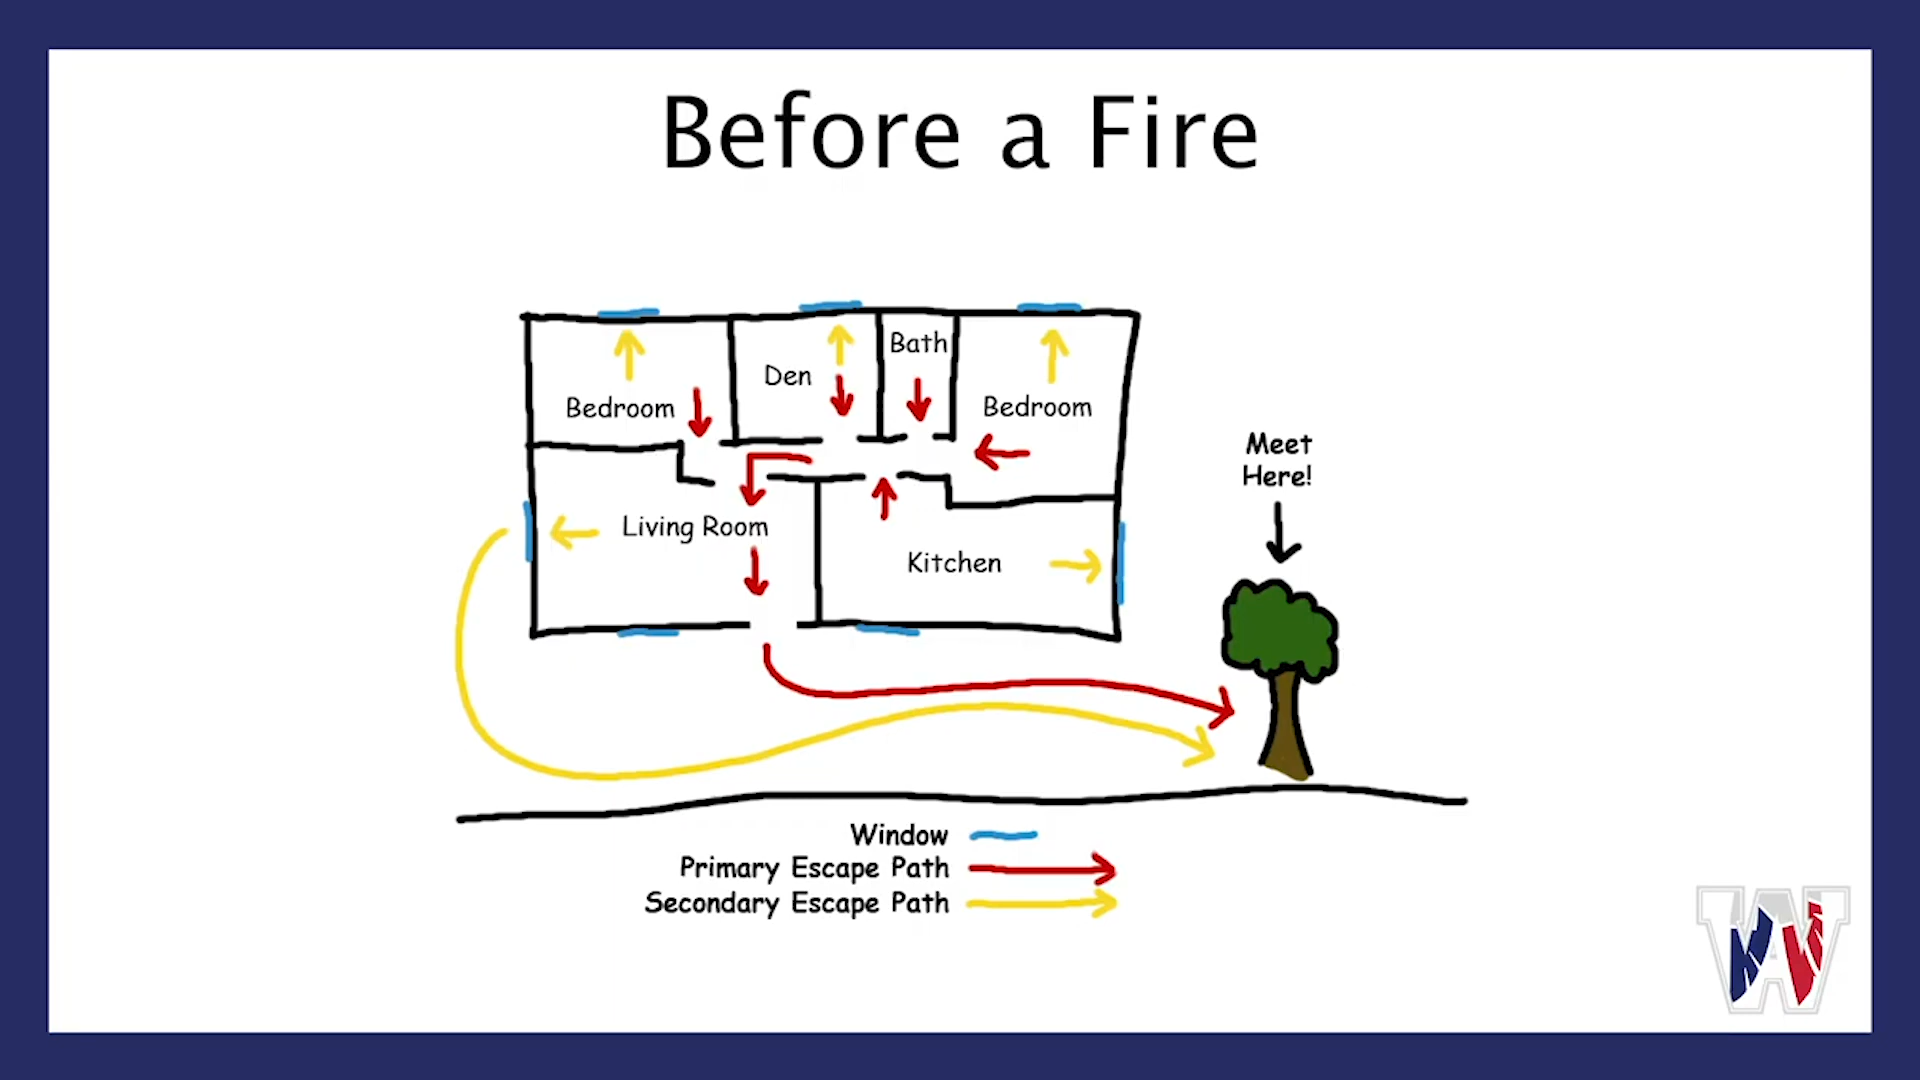 Before a Fire
Bath
Den
Bedroom
Bedroom
Meet
Here!
Living Room
Kitchen
Window
Primary Escape Path
Secondary Escape Path
W